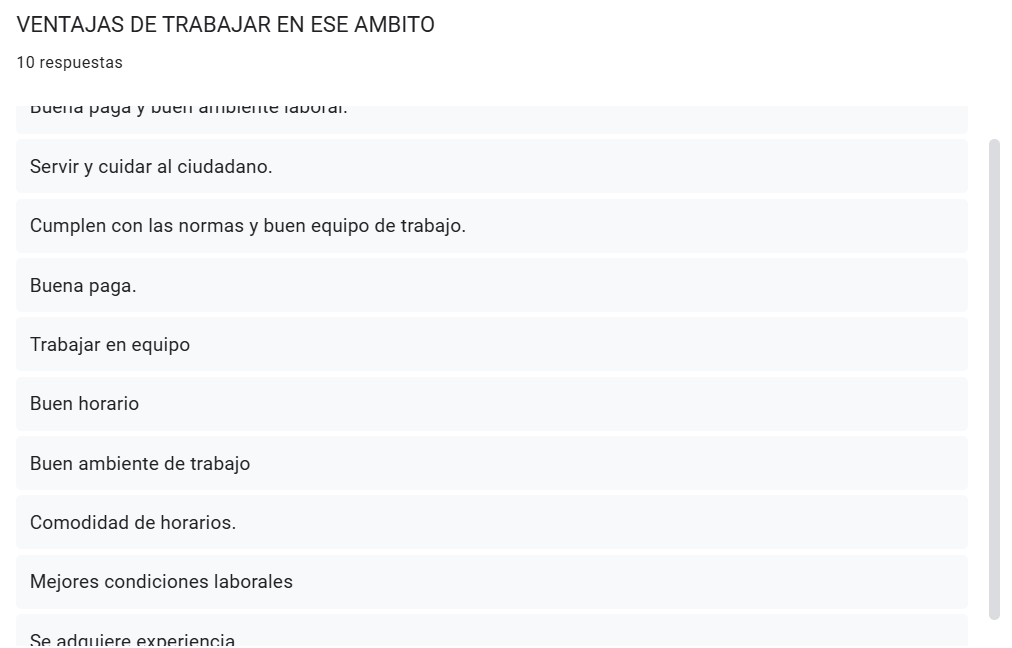 VENTAJAS DE TRABAJAR EN ESE AMBITO
10 respuestas
Buena paga y buen ambiente laboral.
Servir y cuidar al ciudadano.
Cumplen con las normas y buen equipo de trabajo.
Buena paga.
Trabajar en equipo
Buen horario
Buen ambiente de trabajo
Comodidad de horarios.
Mejores condiciones laborales
Se adquiere experiencia